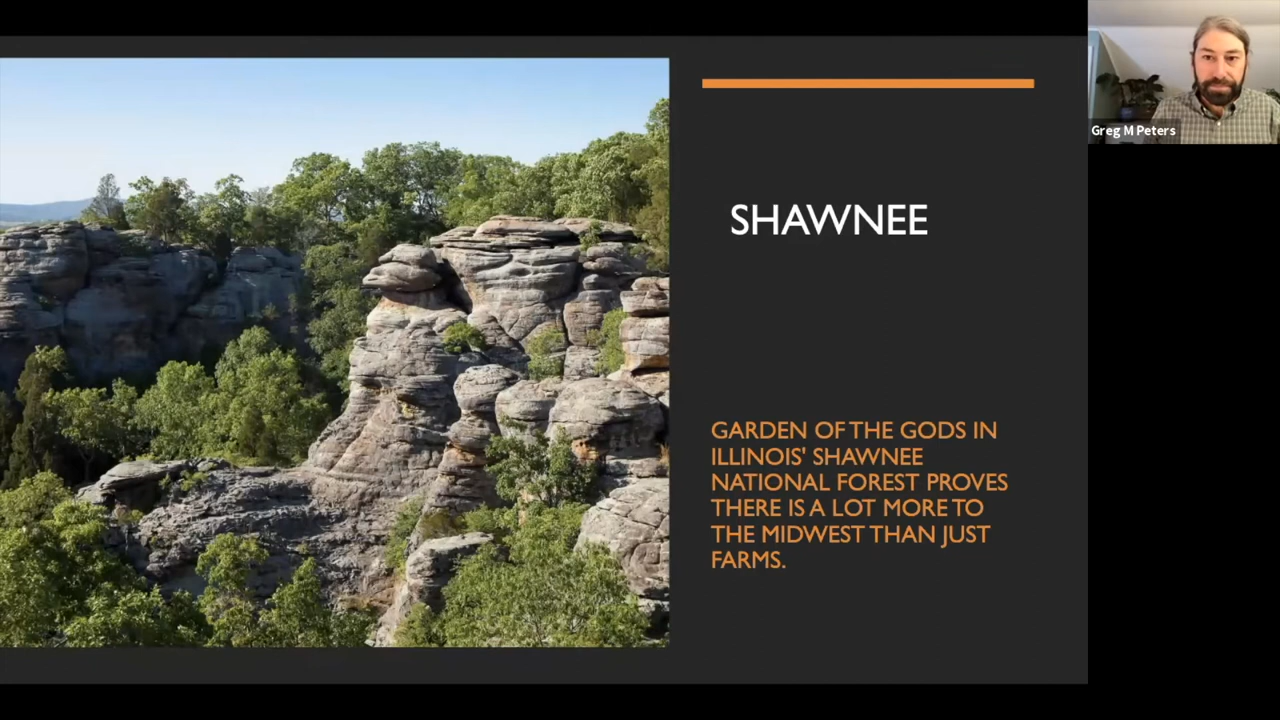 SHAWNEE
GARDEN OF THE GODS IN
ILLINOIS' SHAWNEE
NATIONAL FOREST PROVES
THERE IS A LOT MORE TO
THE MIDWEST THAN JUST
FARMS.
Greg M Peters